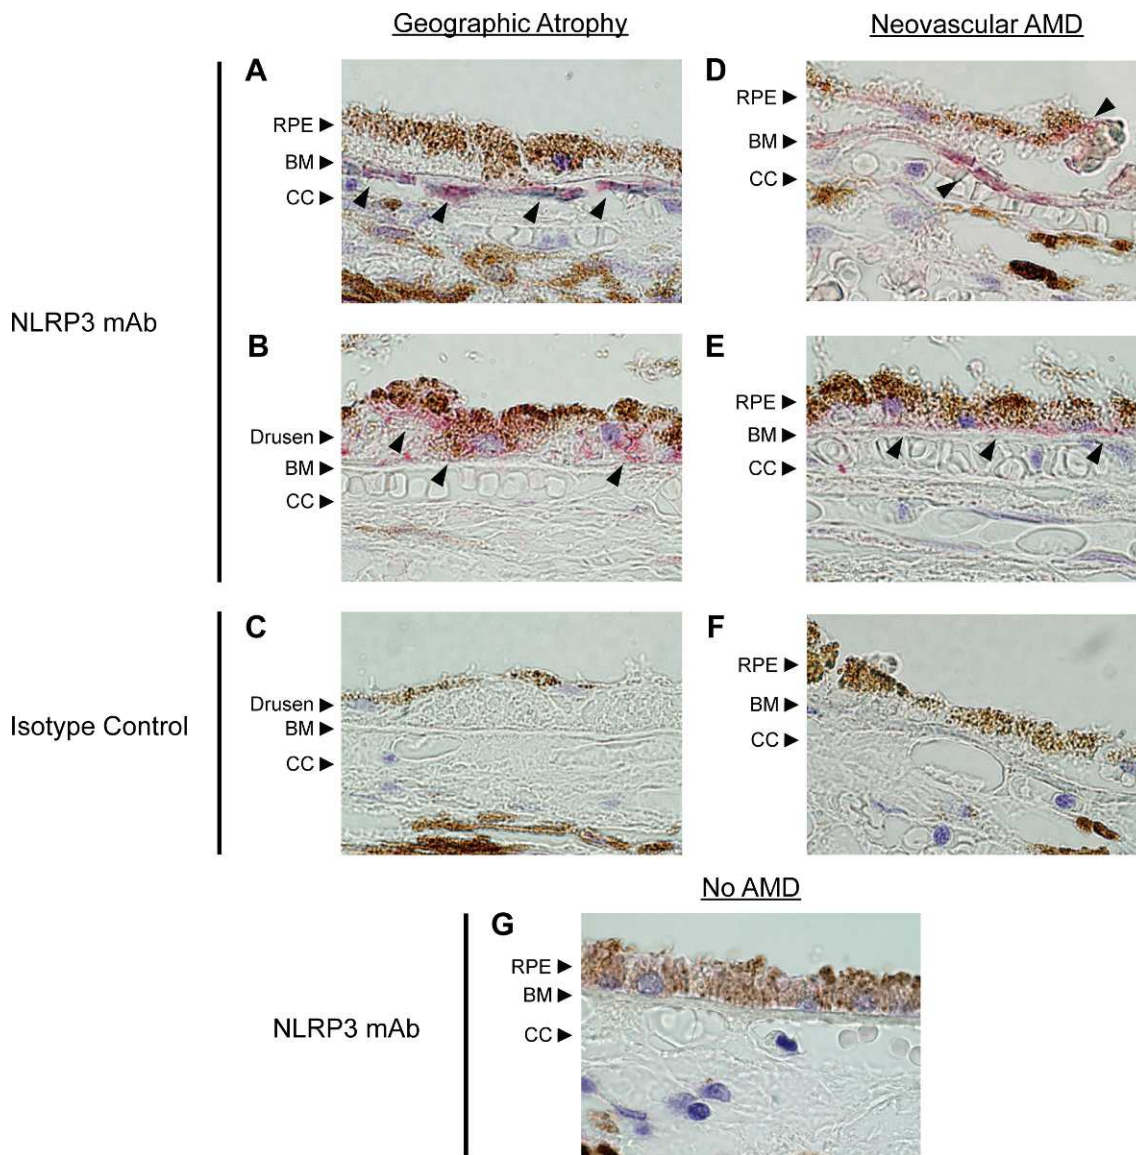 Geographic Atrophy
Neovascular AMD
NLRP3 mAb
A
RPE
BM
CC
D
RPE
BM
CC
B
Drusen
BM
CC
E
RPE
BM
CC
Isotype Control
C
Drusen
BM
CC
F
RPE
BM
CC
No AMD
NLRP3 mAb
G
RPE
BM
CC